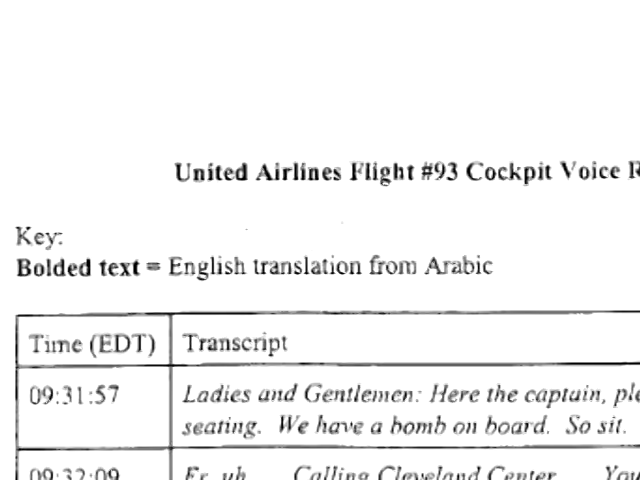 United Airlines Flight #93 Cockpit Voice
Key:
Bolded text = English translation from Arabic
Time (EDT) Transcript
09:31:57 Ladies and Gentlemen: Here the captain,
seating. We have a bomb on board. So sit.
09:32:09 Er, uh Calling Cleveland Center